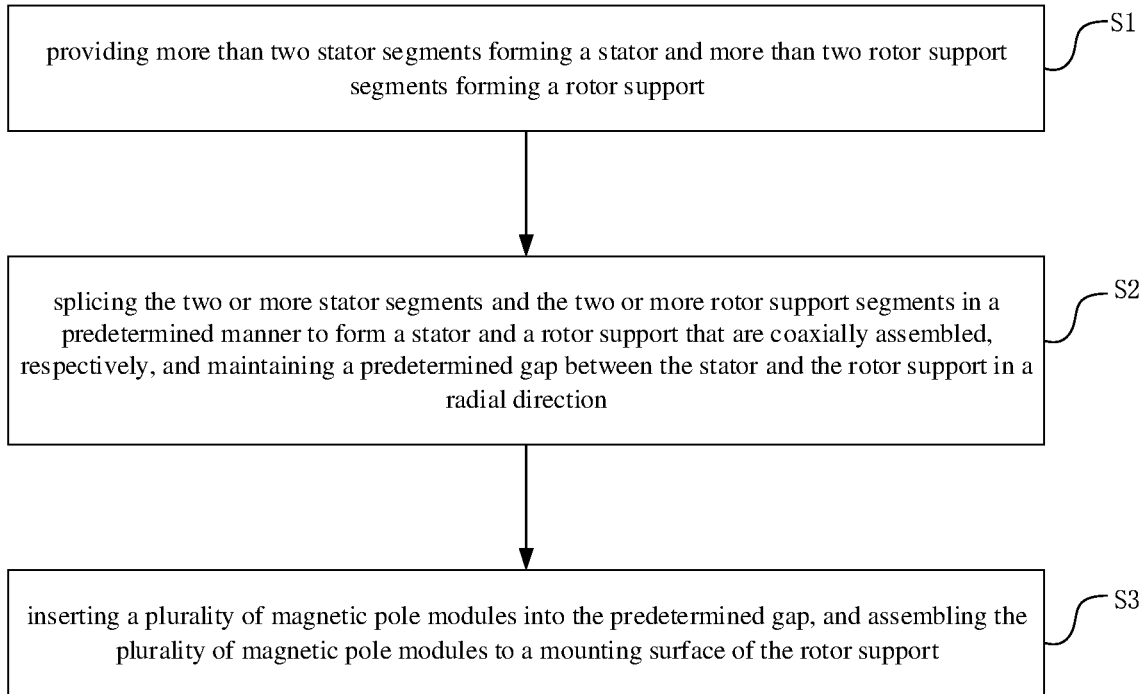 providing more than two stator segments forming a stator and more than two rotor support
segments forming a rotor support
S1
splicing the two or more stator segments and the two or more rotor support segments in a
predetermined manner to form a stator and a rotor support that are coaxially assembled,
respectively, and maintaining a predetermined gap between the stator and the rotor support in a
radial direction
S2
inserting a plurality of magnetic pole modules into the predetermined gap, and assembling the
plurality of magnetic pole modules to a mounting surface of the rotor support
S3